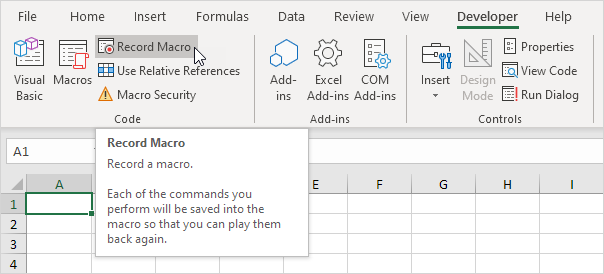 File Home Insert Formulas Data Review View Developer Help
Record Macro
Use Relative References
Macro Security
Visual Basic
Macros
Code
Add-ins
Excel Add-ins
COM Add-ins
Add-ins
Insert
Design Mode
Properties
View Code
Run Dialog
Controls
A1
Record Macro
Record a macro.
Each of the commands you
perform will be saved into the
macro so that you can play them
back again.
A E F G H I
1
2
3
4